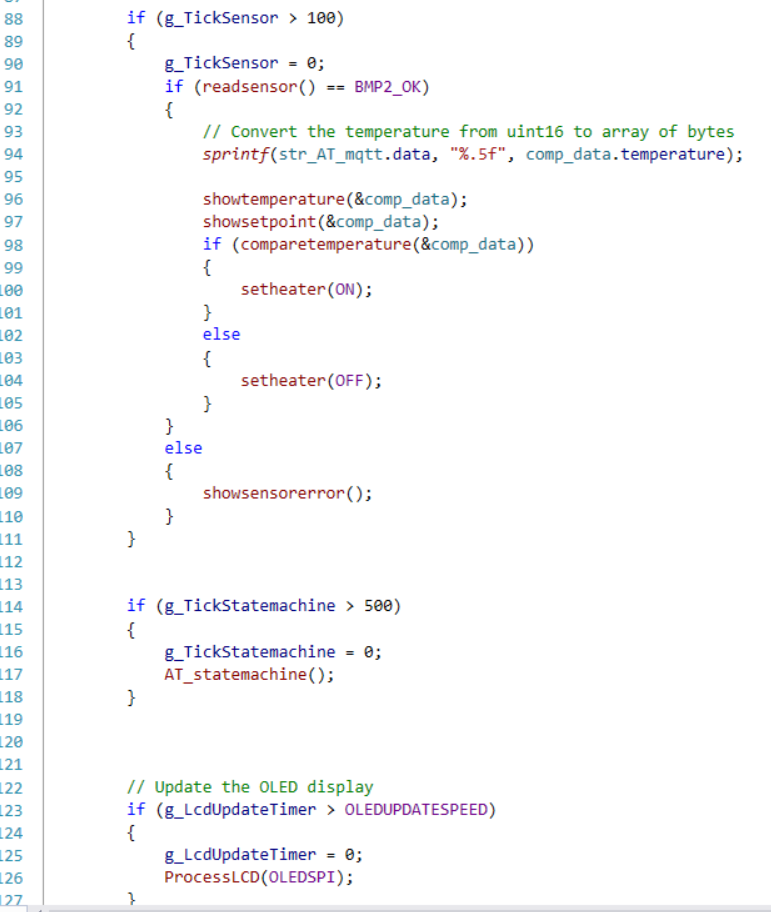 88 if (g_TickSensor > 100)
89 {
90 g_TickSensor = 0;
91 if (readsensor() == BMP2_OK)
92 {
93 // Convert the temperature from uint16 to array of bytes
94 sprintf(str_AT_mqtt.data, "%.5f", comp_data.temperature);
95
96 showtemperature(&comp_data);
97 showsetpoint(&comp_data);
98 if (comparetemperature(&comp_data))
99 {
100 setheater(ON);
101 }
102 else
103 {
104 setheater(OFF);
105 }
106 }
107 else
108 {
109 showsensorerror();
110 }
111 }
112
113
114 if (g_TickStatemachine > 500)
115 {
116 g_TickStatemachine = 0;
117 AT_statemachine();
118 }
119
120
121
122 // Update the OLED display
123 if (g_LcdUpdateTimer > OLEDUPDATESPEED)
124 {
125 g_LcdUpdateTimer = 0;
126 ProcessLCD(OLEDSPI);
127 }